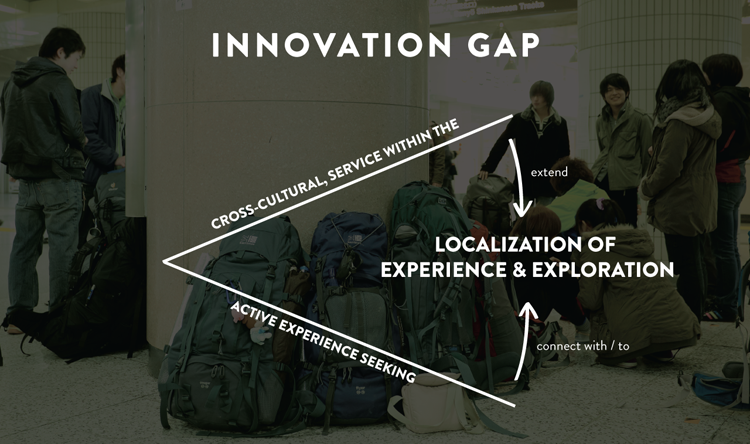 INNOVATION GAP
CROSS-CULTURAL, SERVICE WITHIN THE
extend
LOCALIZATION OF
EXPERIENCE & EXPLORATION
ACTIVE EXPERIENCE SEEKING
connect with / to